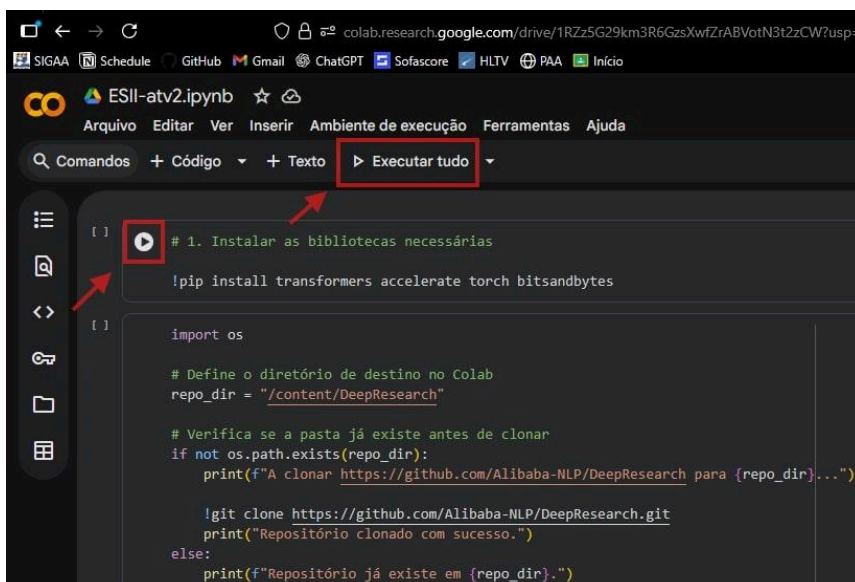 colab.research.google.com/drive/1RZz5G29km3R6GzsXwfZrABVotN3t2zCW?usp=
SIGAA Schedule GitHub Gmail ChatGPT Sofascore HLTV PAA Início
CO ESII-atv2.ipynb
Arquivo Editar Ver Inserir Ambiente de execução Ferramentas Ajuda
Comandos + Código + Texto Executar tudo
[ ] # 1. Instalar as bibliotecas necessárias
!pip install transformers accelerate torch bitsandbytes
[ ] import os
# Define o diretório de destino no Colab
repo_dir = "/content/DeepResearch"
# Verifica se a pasta já existe antes de clonar
if not os.path.exists(repo_dir):
print(f"A clonar https://github.com/Alibaba-NLP/DeepResearch para {repo_dir}...")
!git clone https://github.com/Alibaba-NLP/DeepResearch.git
print("Repositório clonado com sucesso.")
else:
print(f"Repositório já existe em {repo_dir}.")